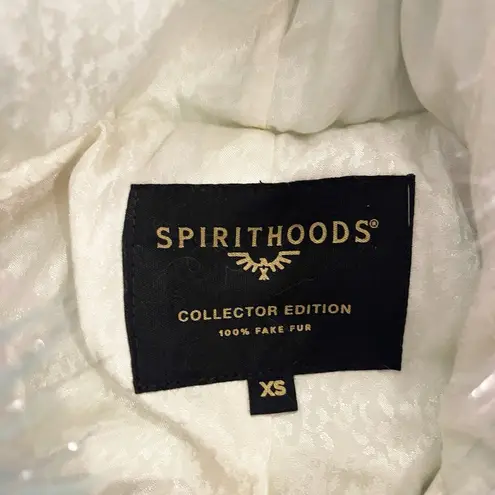 SPIRITHOODS®
COLLECTOR EDITION
100% FAKE FUR
XS